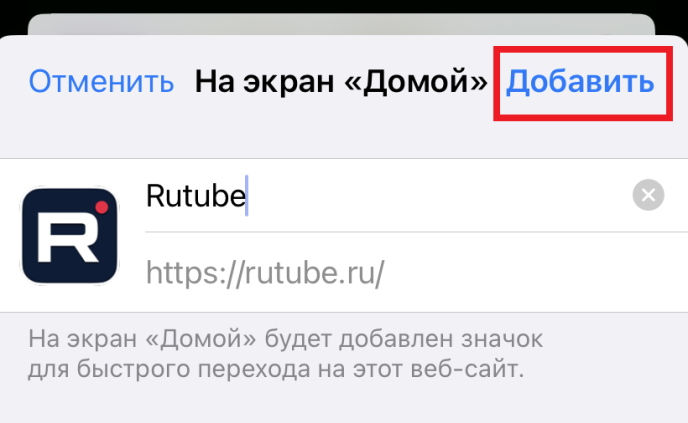 Отменить На экран «Домой» Добавить
Rutube
R
https://rutube.ru/
На экран «Домой» будет добавлен значок
для быстрого перехода на этот веб-сайт.